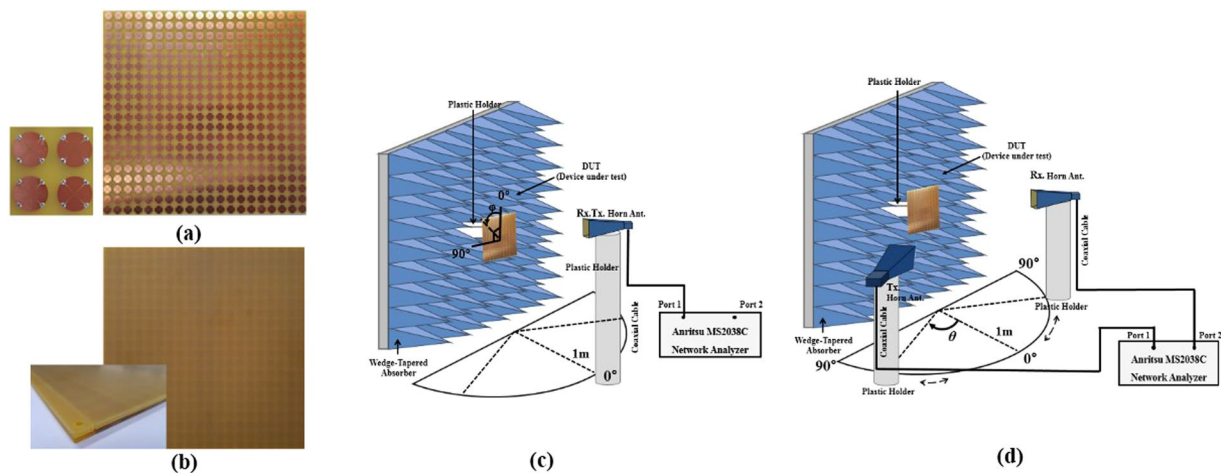 (a)
(b)
Plastic Holder
DUT
(Device under test)
0°
φ
90°
Rx.Tx. Horn Ant.
Plastic Holder
Coaxial Cable
Port 1 Port 2
Anritsu MS2038C
Network Analyzer
Wedge-Tapered
Absorber
1m
0°
(c)
Plastic Holder
DUT
(Device under test)
Rx. Horn Ant.
Coaxial Cable
90°
Tx.
Horn Ant.
Plastic Holder
Coaxial Cable
Port 1 Port 2
Anritsu MS2038C
Network Analyzer
Wedge-Tapered
Absorber
θ
1m
0°
90°
Plastic Holder
(d)